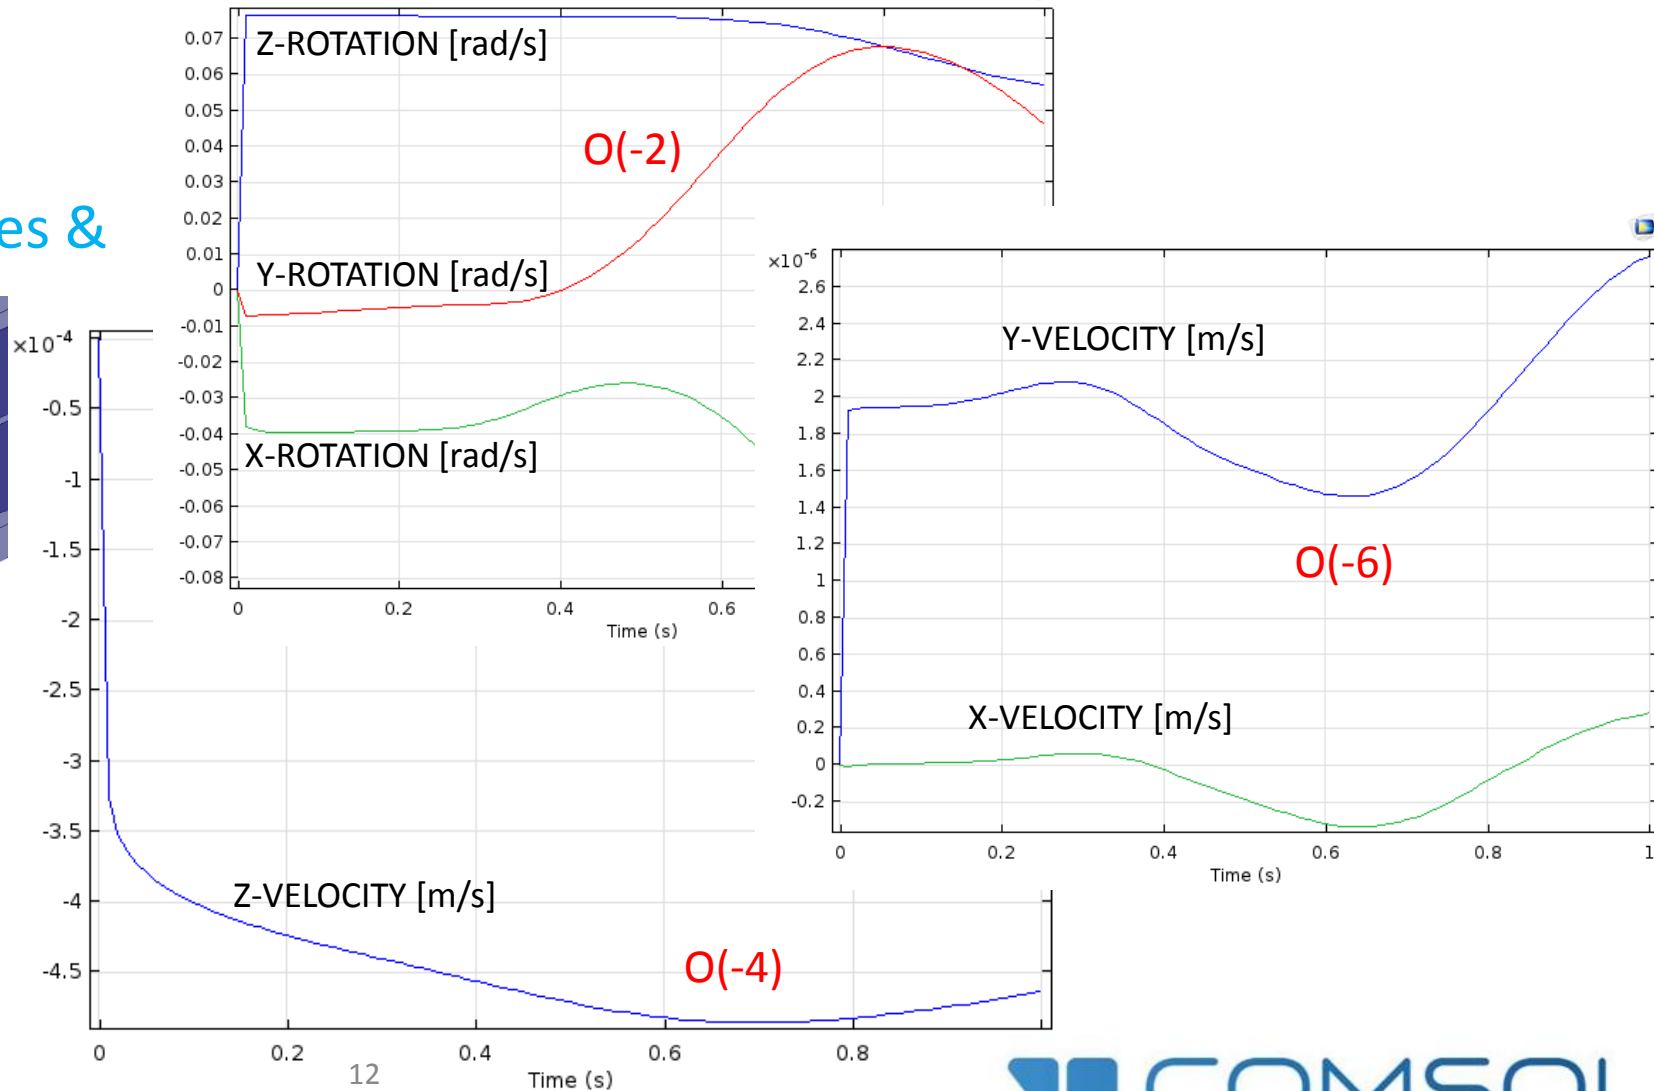 es &
0.07
0.06
0.05
0.04
0.03
0.02
0.01
0
-0.01
-0.02
-0.03
-0.04
-0.05
-0.06
-0.07
-0.08
Z-ROTATION [rad/s]
O(-2)
Y-ROTATION [rad/s]
X-ROTATION [rad/s]
0 0.2 0.4 0.6
Time (s)
×10-6
2.6
2.4
2.2
2
1.8
1.6
1.4
1.2
1
0.8
0.6
0.4
0.2
0
-0.2
Y-VELOCITY [m/s]
O(-6)
X-VELOCITY [m/s]
0 0.2 0.4 0.6 0.8 1
Time (s)
×10-4
-0.5
-1
-1.5
-2
-2.5
-3
-3.5
-4
-4.5
Z-VELOCITY [m/s]
O(-4)
0 0.2 0.4 0.6 0.8
Time (s)
12
COMSOL